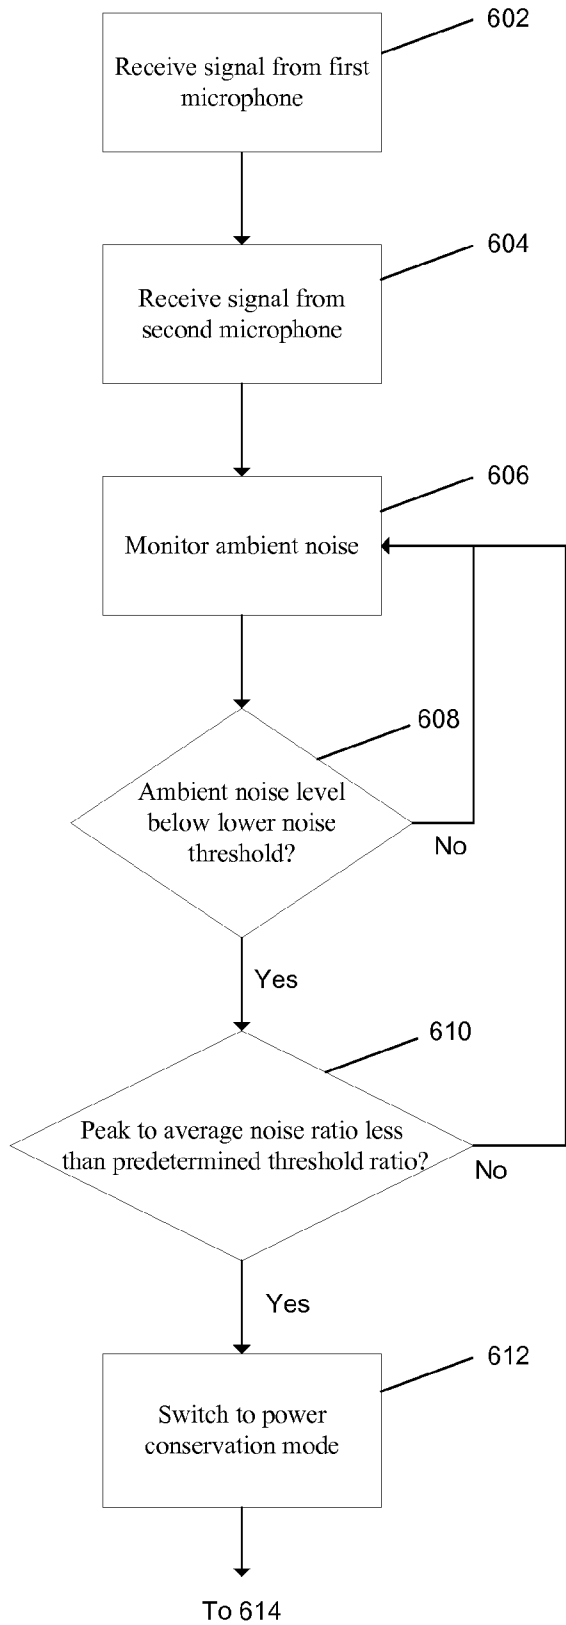 602
Receive signal from first
microphone
604
Receive signal from
second microphone
606
Monitor ambient noise
608
Ambient noise level
below lower noise
threshold?
No
Yes
610
Peak to average noise ratio less
than predetermined threshold ratio?
No
Yes
612
Switch to power
conservation mode
To 614